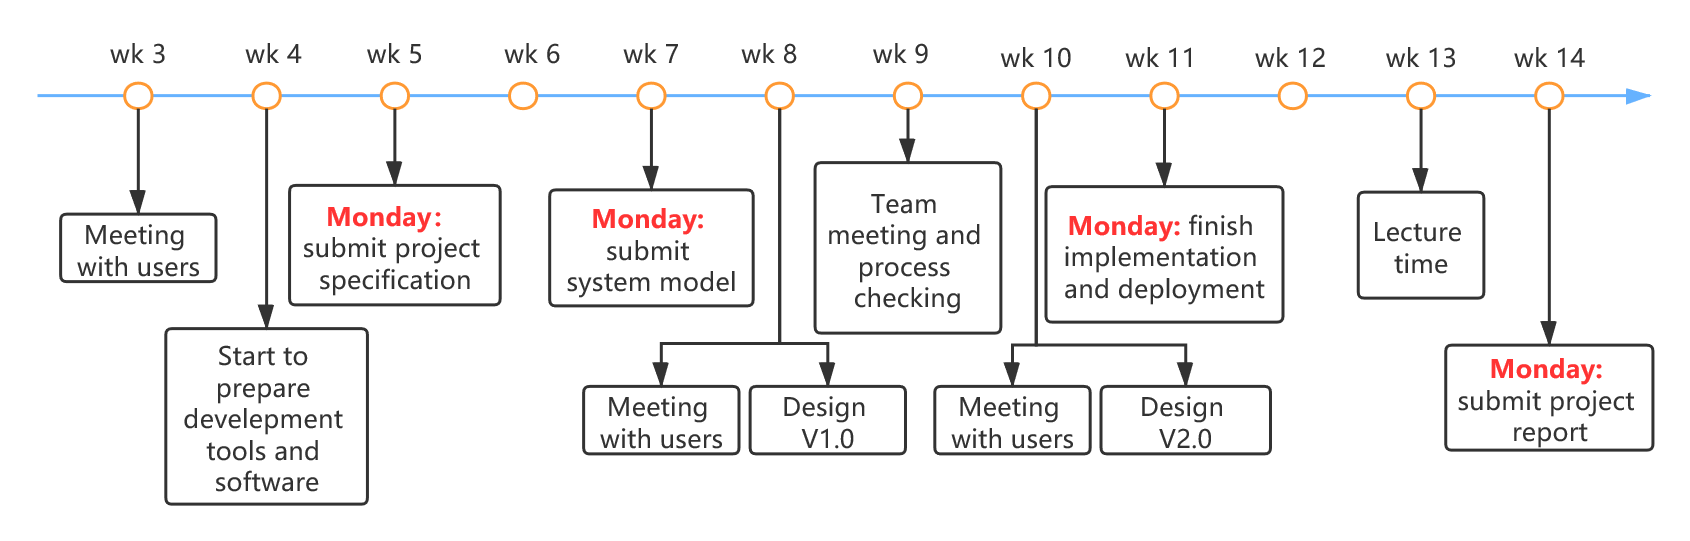 wk 3
wk 4
wk 5
wk 6
wk 7
wk 8
wk 9
wk 10
wk 11
wk 12
wk 13
wk 14
Meeting
with users
Start to
prepare
develepment
tools and
software
Monday:
submit project
specification
Monday:
submit
system model
Meeting
with users
Design
V1.0
Team
meeting and
process
checking
Meeting
with users
Design
V2.0
Monday: finish
implementation
and deployment
Lecture
time
Monday:
submit project
report